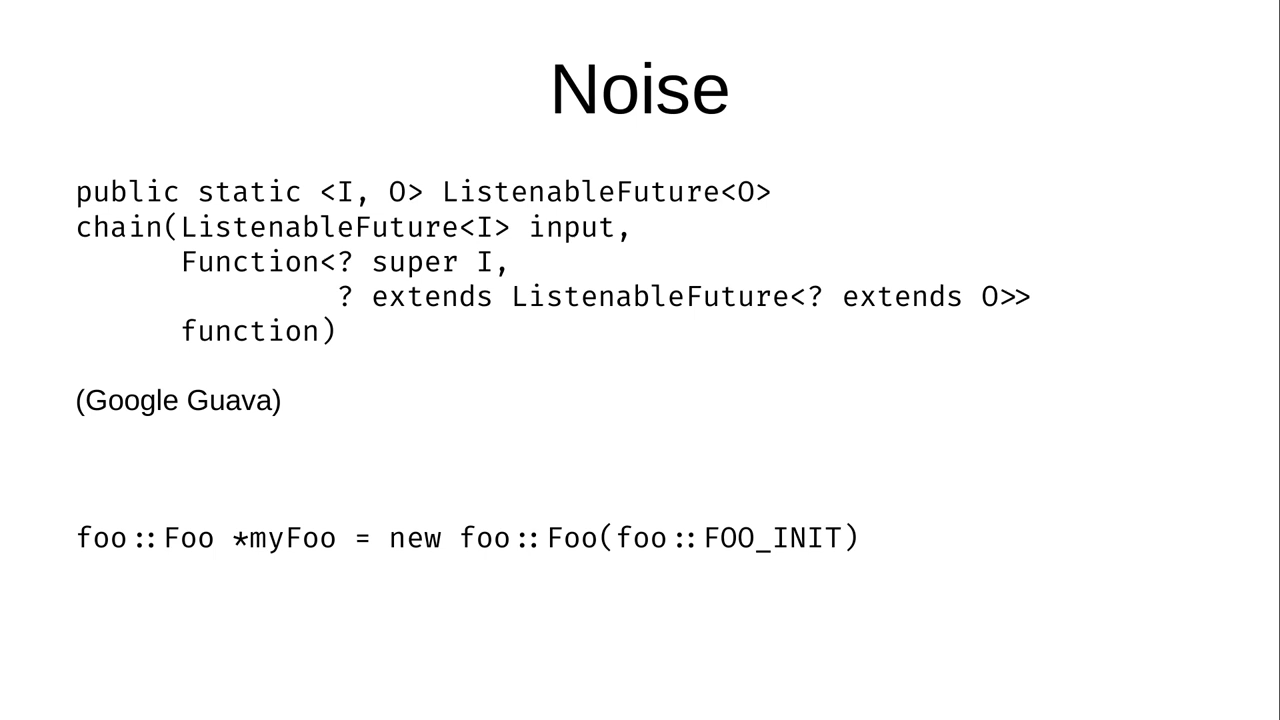 Noise
public static <I, O> ListenableFuture<O>
chain(ListenableFuture<I> input,
      Function<? super I,
               ? extends ListenableFuture<? extends O>>
      function)
(Google Guava)
foo::Foo *myFoo = new foo::Foo(foo::FOO_INIT)